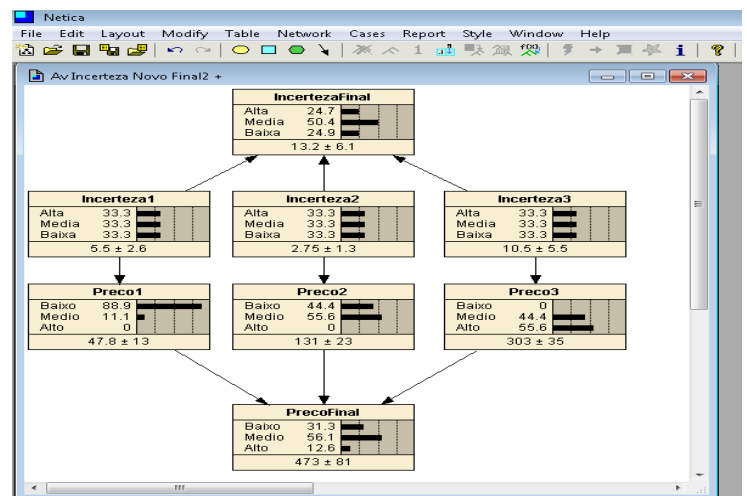 Netica
File Edit Layout Modify Table Network Cases Report Style Window Help
Av Incerteza Novo Final2 +
IncertezaFinal
Alta 24.7
Media 50.4
Baixa 24.9
13.2 ± 6.1
Incerteza1
Alta 33.3
Media 33.3
Baixa 33.3
5.5 ± 2.6
Incerteza2
Alta 33.3
Media 33.3
Baixa 33.3
2.75 ± 1.3
Incerteza3
Alta 33.3
Media 33.3
Baixa 33.3
10.5 ± 5.5
Preco1
Baixo 88.9
Medio 11.1
Alto 0
47.8 ± 13
Preco2
Baixo 44.4
Medio 55.6
Alto 0
131 ± 23
Preco3
Baixo 0
Medio 44.4
Alto 55.6
303 ± 35
PrecoFinal
Baixo 31.3
Medio 56.1
Alto 12.6
473 ± 81